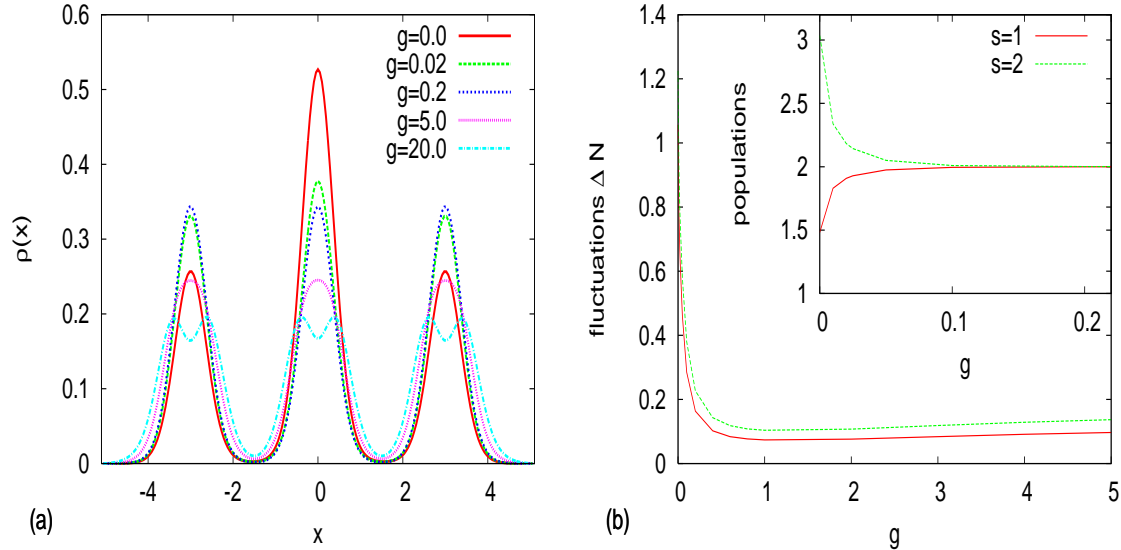 g=0.0
g=0.02
g=0.2
g=5.0
g=20.0
0.6
0.5
0.4
0.3
0.2
0.1
0
ρ(x)
-4 -2 0 2 4
x
(a)
1.4
1.2
1
0.8
0.6
0.4
0.2
0
fluctuations Δ N
0 1 2 3 4 5
g
(b)
s=1
s=2
3
2.5
2
1.5
1
populations
0 0.1 0.2
g